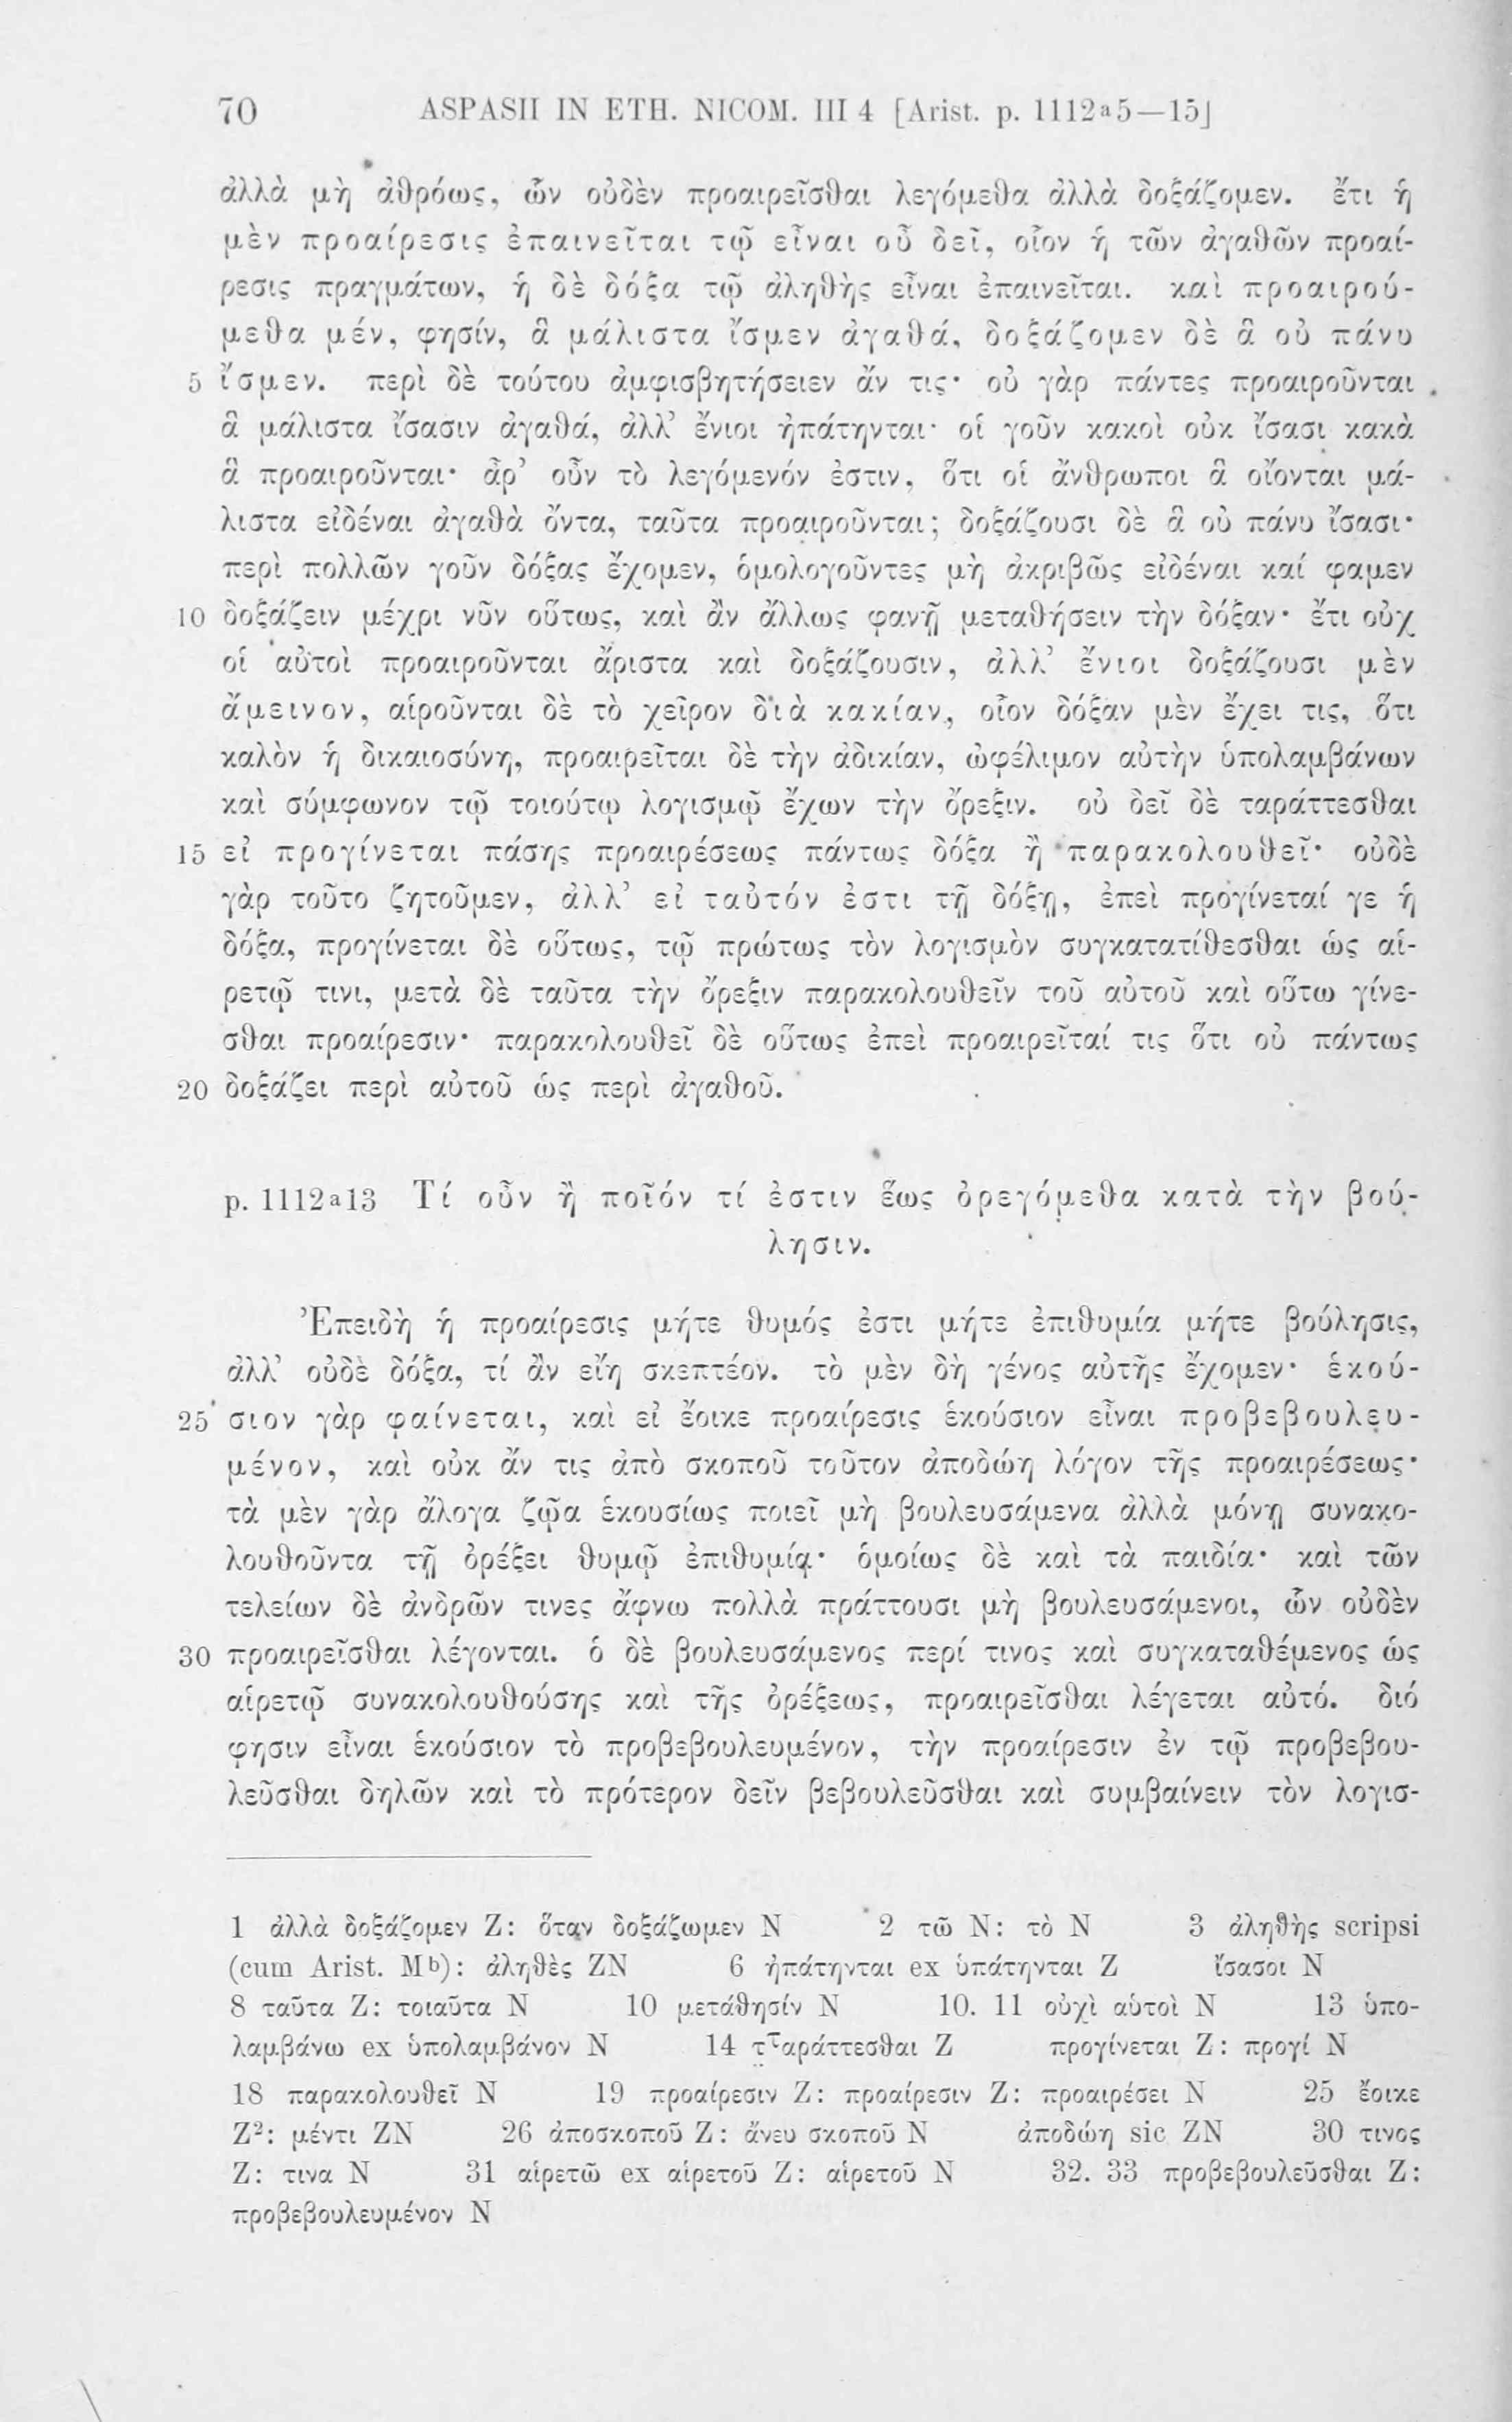 70 ASPASII IN ETH. NICOM. III 4 [Arist. p. 1112a5—15]
ἀλλὰ μὴ ἀθρόως, ὧν οὐδὲν προαιρεῖσθαι λεγόμεθα ἀλλὰ δοξάζομεν. ἔτι ἡ
μὲν προαίρεσις ἐπαινεῖται τῷ εἶναι οὗ δεῖ, οἷον ἡ τῶν ἀγαθῶν προαί-
ρεσις πραγμάτων, ἡ δὲ δόξα τῷ ἀληθὴς εἶναι ἐπαινεῖται. καὶ προαιρού-
μεθα μέν, φησίν, ἃ μάλιστα ἴσμεν ἀγαθά, δοξάζομεν δὲ ἃ οὐ πάνυ
5 ἴσμεν. περὶ δὲ τούτου ἀμφισβητήσειεν ἄν τις· οὐ γὰρ πάντες προαιροῦνται
ἃ μάλιστα ἴσασιν ἀγαθά, ἀλλ’ ἔνιοι ἠπάτηνται· οἱ γοῦν κακοὶ οὐκ ἴσασι κακὰ
ἃ προαιροῦνται· ἆρ’ οὖν τὸ λεγόμενόν ἐστιν, ὅτι οἱ ἄνθρωποι ἃ οἴονται μά-
λιστα εἰδέναι ἀγαθὰ ὄντα, ταῦτα προαιροῦνται; δοξάζουσι δὲ ἃ οὐ πάνυ ἴσασι·
περὶ πολλῶν γοῦν δόξας ἔχομεν, ὁμολογοῦντες μὴ ἀκριβῶς εἰδέναι καί φαμεν
10 δοξάζειν μέχρι νῦν οὕτως, καὶ ἂν ἄλλως φανῇ μεταθήσειν τὴν δόξαν· ἔτι οὐχ
οἱ αὐτοὶ προαιροῦνται ἄριστα καὶ δοξάζουσιν, ἀλλ’ ἔνιοι δοξάζουσι μὲν
ἄμεινον, αἱροῦνται δὲ τὸ χεῖρον διὰ κακίαν, οἷον δόξαν μὲν ἔχει τις, ὅτι
καλὸν ἡ δικαιοσύνη, προαιρεῖται δὲ τὴν ἀδικίαν, ὠφέλιμον αὐτὴν ὑπολαμβάνων
καὶ σύμφωνον τῷ τοιούτῳ λογισμῷ ἔχων τὴν ὄρεξιν. οὐ δεῖ δὲ ταράττεσθαι
15 εἰ προγίνεται πάσης προαιρέσεως πάντως δόξα ἢ παρακολουθεῖ· οὐδὲ
γὰρ τοῦτο ζητοῦμεν, ἀλλ’ εἰ ταὐτόν ἐστι τῇ δόξῃ, ἐπεὶ προγίνεταί γε ἡ
δόξα, προγίνεται δὲ οὕτως, τῷ πρώτως τὸν λογισμὸν συγκατατίθεσθαι ὡς αἱ-
ρετῷ τινι, μετὰ δὲ ταῦτα τὴν ὄρεξιν παρακολουθεῖν τοῦ αὐτοῦ καὶ οὕτω γίνε-
σθαι προαίρεσιν· παρακολουθεῖ δὲ οὕτως ἐπεὶ προαιρεῖταί τις ὅτι οὐ πάντως
20 δοξάζει περὶ αὐτοῦ ὡς περὶ ἀγαθοῦ.
p. 1112a13 Τί οὖν ἢ ποῖόν τί ἐστιν ἕως ὀρεγόμεθα κατὰ τὴν βού-
λησιν.
Ἐπειδὴ ἡ προαίρεσις μήτε θυμός ἐστι μήτε ἐπιθυμία μήτε βούλησις,
ἀλλ’ οὐδὲ δόξα, τί ἂν εἴη σκεπτέον. τὸ μὲν δὴ γένος αὐτῆς ἔχομεν· ἑκού-
25 σιον γὰρ φαίνεται, καὶ εἰ ἔοικε προαίρεσις ἑκούσιον εἶναι προβεβουλευ-
μένον, καὶ οὐκ ἄν τις ἀπὸ σκοποῦ τοῦτον ἀποδώη λόγον τῆς προαιρέσεως·
τὰ μὲν γὰρ ἄλογα ζῷα ἑκουσίως ποιεῖ μὴ βουλευσάμενα ἀλλὰ μόνῃ συνακο-
λουθοῦντα τῇ ὀρέξει θυμῷ ἐπιθυμίᾳ· ὁμοίως δὲ καὶ τὰ παιδία· καὶ τῶν
τελείων δὲ ἀνδρῶν τινες ἄφνω πολλὰ πράττουσι μὴ βουλευσάμενοι, ὧν οὐδὲν
30 προαιρεῖσθαι λέγονται. ὁ δὲ βουλευσάμενος περί τινος καὶ συγκαταθέμενος ὡς
αἱρετῷ συνακολουθούσης καὶ τῆς ὀρέξεως, προαιρεῖσθαι λέγεται αὐτό. διό
φησιν εἶναι ἑκούσιον τὸ προβεβουλευμένον, τὴν προαίρεσιν ἐν τῷ προβεβου-
λεῦσθαι δηλῶν καὶ τὸ πρότερον δεῖν βεβουλεῦσθαι καὶ συμβαίνειν τὸν λογισ-
1 ἀλλὰ δοξάζομεν Z: ὅταν δοξάζωμεν N 2 τῶ N: τὸ N 3 ἀληθὴς scripsi
(cum Arist. Mb): ἀληθὲς ZN 6 ἠπάτηνται ex ὑπάτηνται Z ἴσασοι N
8 ταῦτα Z: τοιαῦτα N 10 μετάθησίν N 10. 11 οὐχὶ αὑτοὶ N 13 ὑπο-
λαμβάνω ex ὑπολαμβάνον N 14 τταράττεσθαι Z προγίνεται Z: προγί N
18 παρακολουθεῖ N 19 προαίρεσιν Z: προαίρεσιν Z: προαιρέσει N 25 ἔοικε
Z2: μέντι ZN 26 ἀποσκοποῦ Z: ἄνευ σκοποῦ N ἀποδώη sic ZN 30 τινος
Z: τινα N 31 αἱρετῶ ex αἱρετοῦ Z: αἱρετοῦ N 32. 33 προβεβουλεῦσθαι Z:
προβεβουλευμένον N